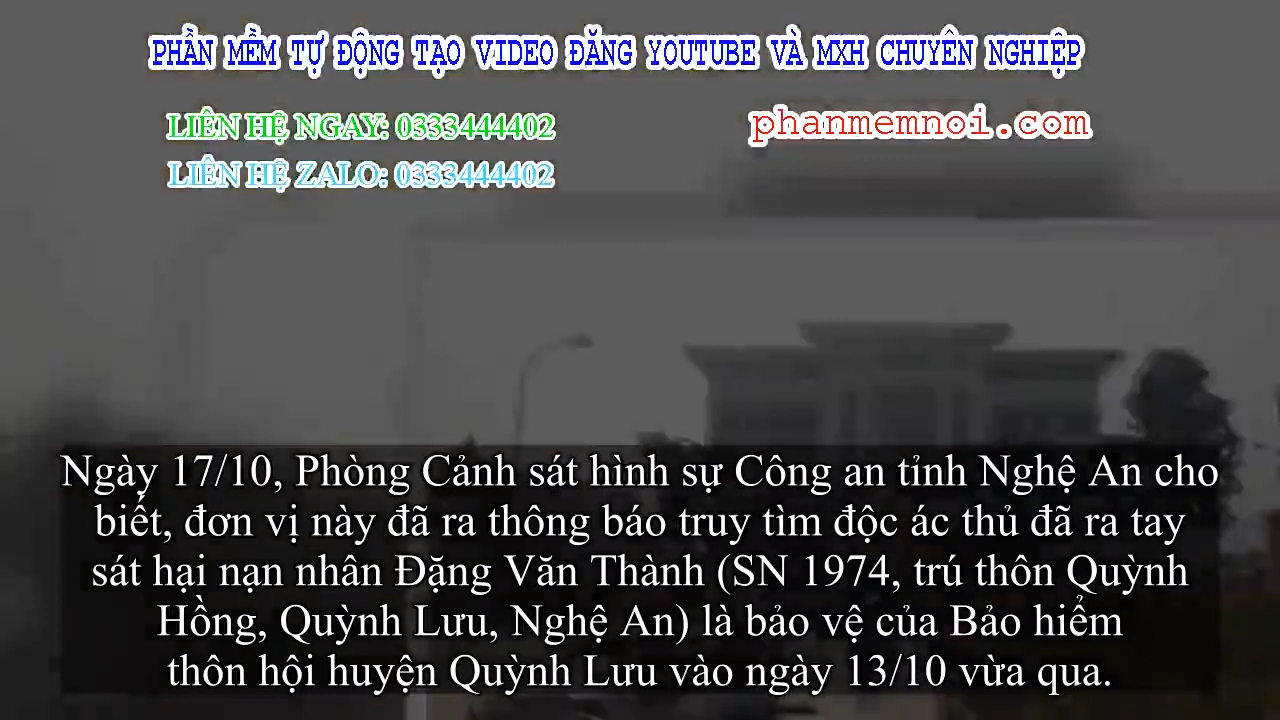 PHẦN MỀM TỰ ĐỘNG TẠO VIDEO ĐĂNG YOUTUBE VÀ MXH CHUYÊN NGHIỆP
LIÊN HỆ NGAY: 0333444402
phanmemnoi.com
LIÊN HỆ ZALO: 0333444402
Ngày 17/10, Phòng Cảnh sát hình sự Công an tỉnh Nghệ An cho
biết, đơn vị này đã ra thông báo truy tìm độc ác thủ đã ra tay
sát hại nạn nhân Đặng Văn Thành (SN 1974, trú thôn Quỳnh
Hồng, Quỳnh Lưu, Nghệ An) là bảo vệ của Bảo hiểm
thôn hội huyện Quỳnh Lưu vào ngày 13/10 vừa qua.